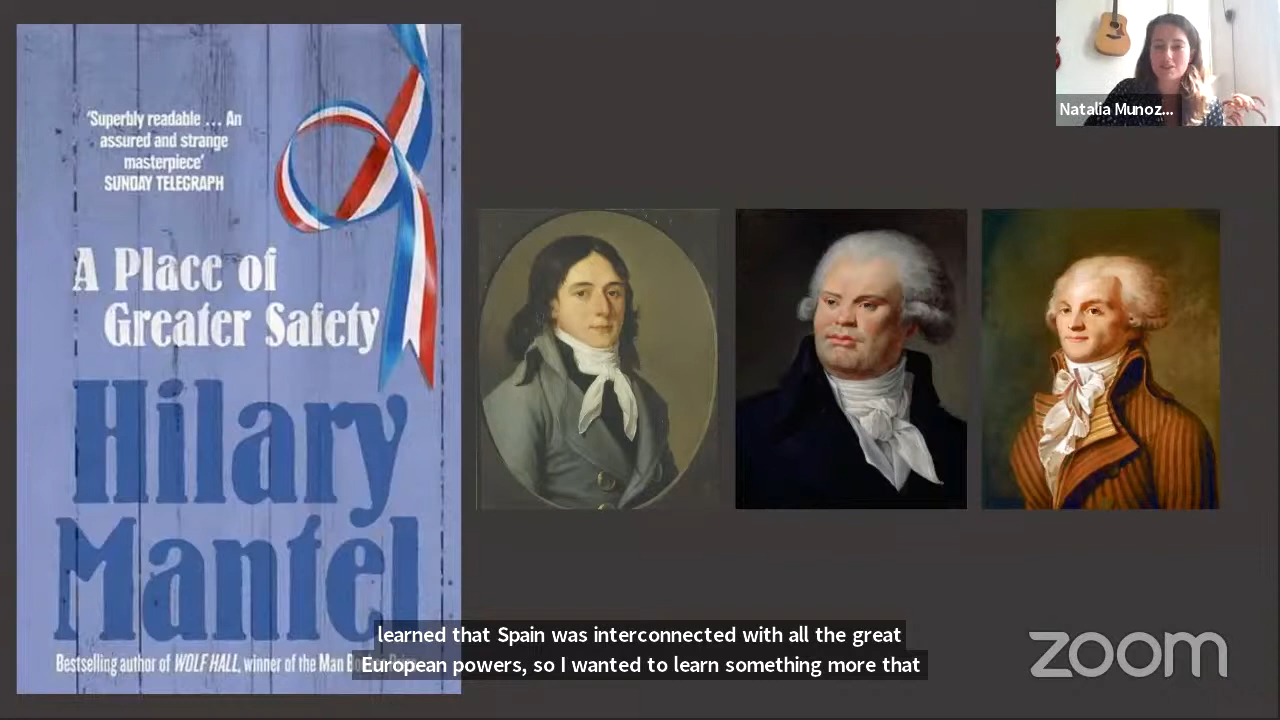 'Superbly readable ... An
assured and strange
masterpiece'
SUNDAY TELEGRAPH
A Place of
Greater Safety
Hilary
Mantel
Bestselling author of WOLF HALL, winner of the Man
Natalia Munoz...
learned that Spain was interconnected with all the great
European powers, so I wanted to learn something more that
zoom